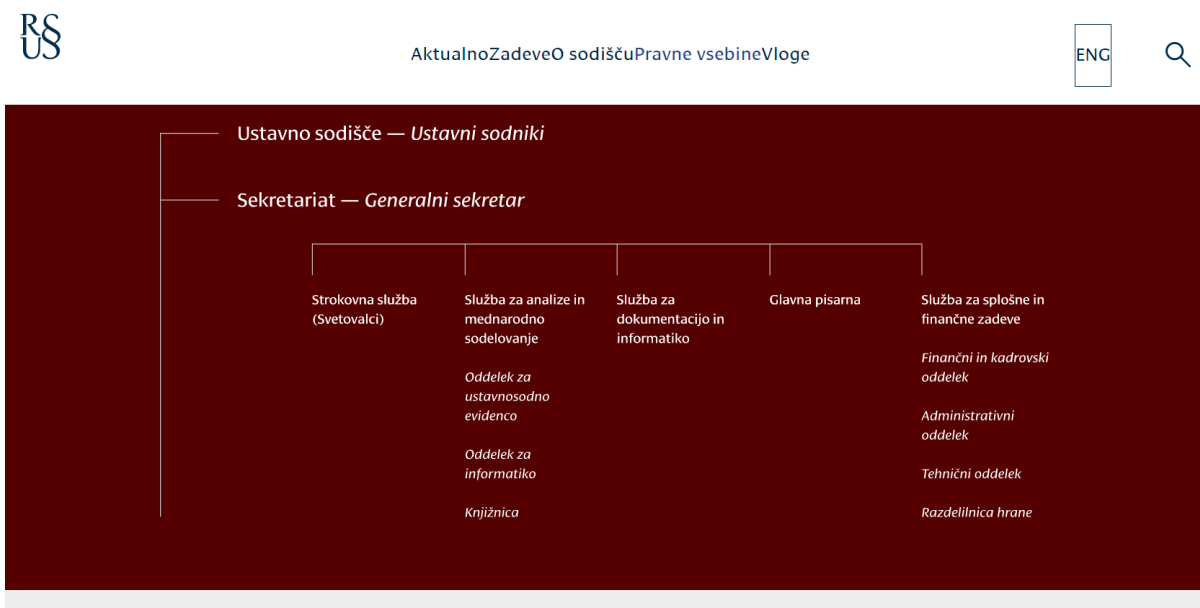 RS
US
AktualnoZadeveO sodiščuPravne vsebineVloge
ENG
Ustavno sodišče — Ustavni sodniki
Sekretariat — Generalni sekretar
Strokovna služba
(Svetovalci)
Služba za analize in
mednarodno
sodelovanje
Oddelek za
ustavnosodno
evidenco
Oddelek za
informatiko
Knjižnica
Služba za
dokumentacijo in
informatiko
Glavna pisarna
Služba za splošne in
finančne zadeve
Finančni in kadrovski
oddelek
Administrativni
oddelek
Tehnični oddelek
Razdelilnica hrane